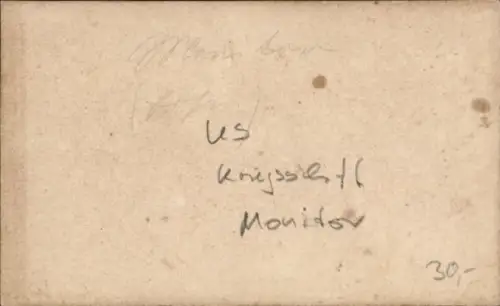 US
Kriegsschiff
Monitor
30,-